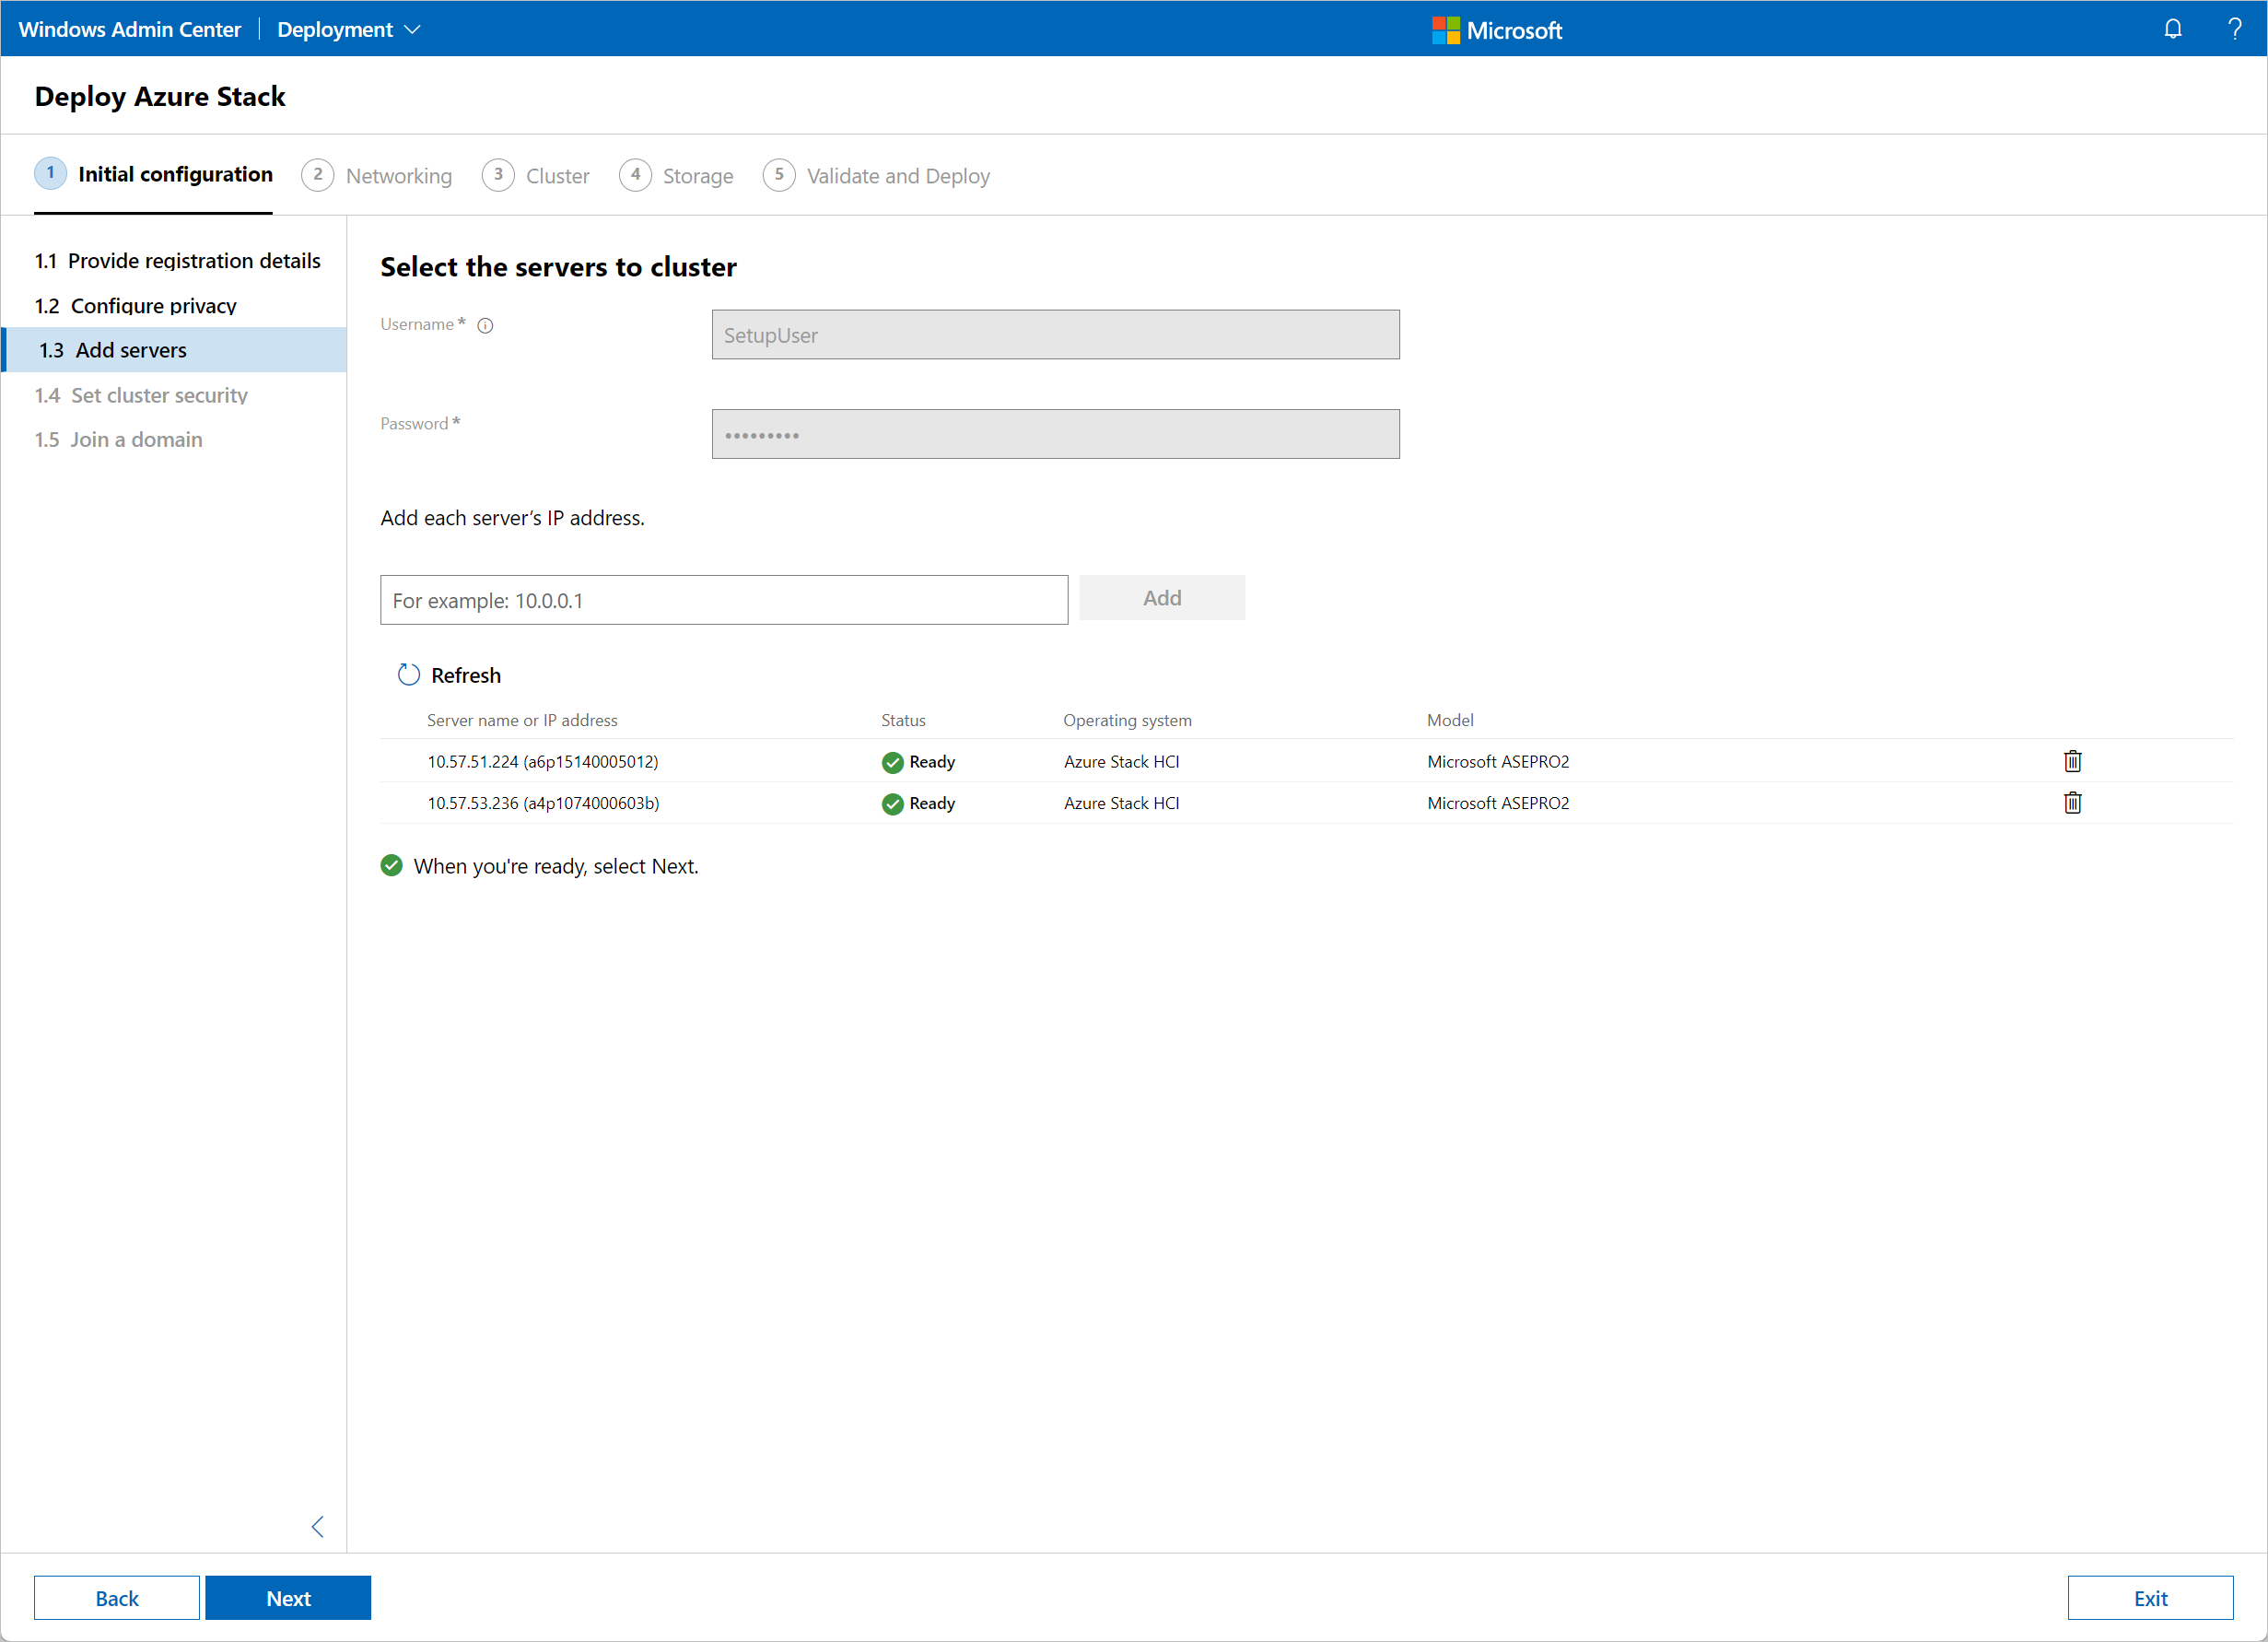 Windows Admin Center Deployment Microsoft ?
Deploy Azure Stack
1 Initial configuration 2 Networking 3 Cluster 4 Storage 5 Validate and Deploy
1.1 Provide registration details
1.2 Configure privacy
1.3 Add servers
1.4 Set cluster security
1.5 Join a domain
Select the servers to cluster
Username * SetupUser
Password * •••••••••
Add each server's IP address.
For example: 10.0.0.1 Add
Refresh
Server name or IP address Status Operating system Model
10.57.51.224 (a6p15140005012) Ready Azure Stack HCI Microsoft ASEPRO2
10.57.53.236 (a4p1074000603b) Ready Azure Stack HCI Microsoft ASEPRO2
When you're ready, select Next.
Back Next Exit